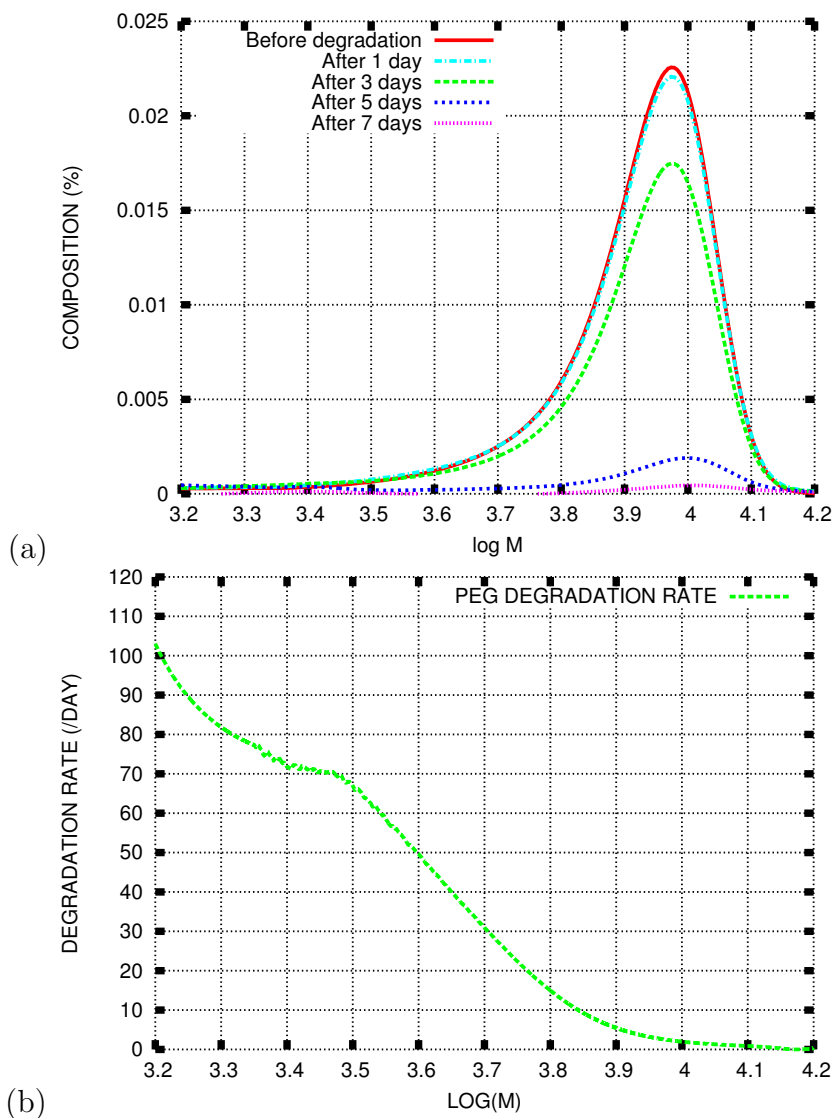 0.025
0.02
0.015
0.01
0.005
0
COMPOSITION (%)
Before degradation
After 1 day
After 3 days
After 5 days
After 7 days
3.2 3.3 3.4 3.5 3.6 3.7 3.8 3.9 4 4.1 4.2
log M
(a)
120
110
100
90
80
70
60
50
40
30
20
10
0
DEGRADATION RATE (/DAY)
PEG DEGRADATION RATE
3.2 3.3 3.4 3.5 3.6 3.7 3.8 3.9 4 4.1 4.2
LOG(M)
(b)